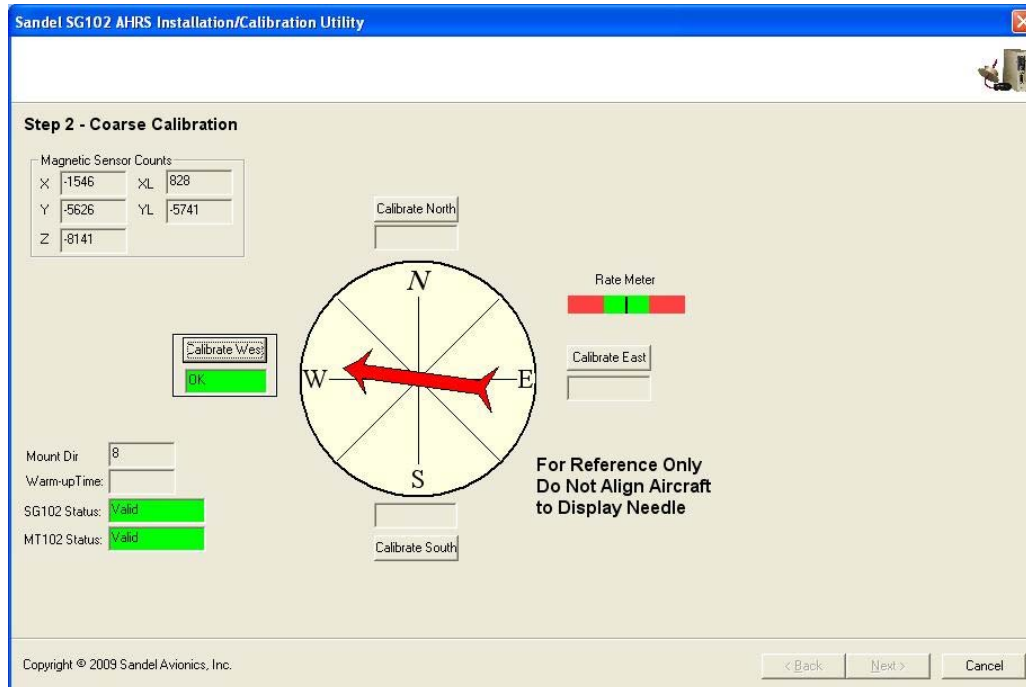 Sandel SG102 AHRS Installation/Calibration Utility
Step 2 - Coarse Calibration
Magnetic Sensor Counts
X -1546 XL 828
Y -5626 YL -5741
Z -8141
Calibrate North
Rate Meter
N
Calibrate West
OK
W
E
Calibrate East
S
Mount Dir 8
Warm-upTime:
SG102 Status: Valid
MT102 Status: Valid
For Reference Only
Do Not Align Aircraft
to Display Needle
Calibrate South
Copyright © 2009 Sandel Avionics, Inc.
< Back
Next >
Cancel